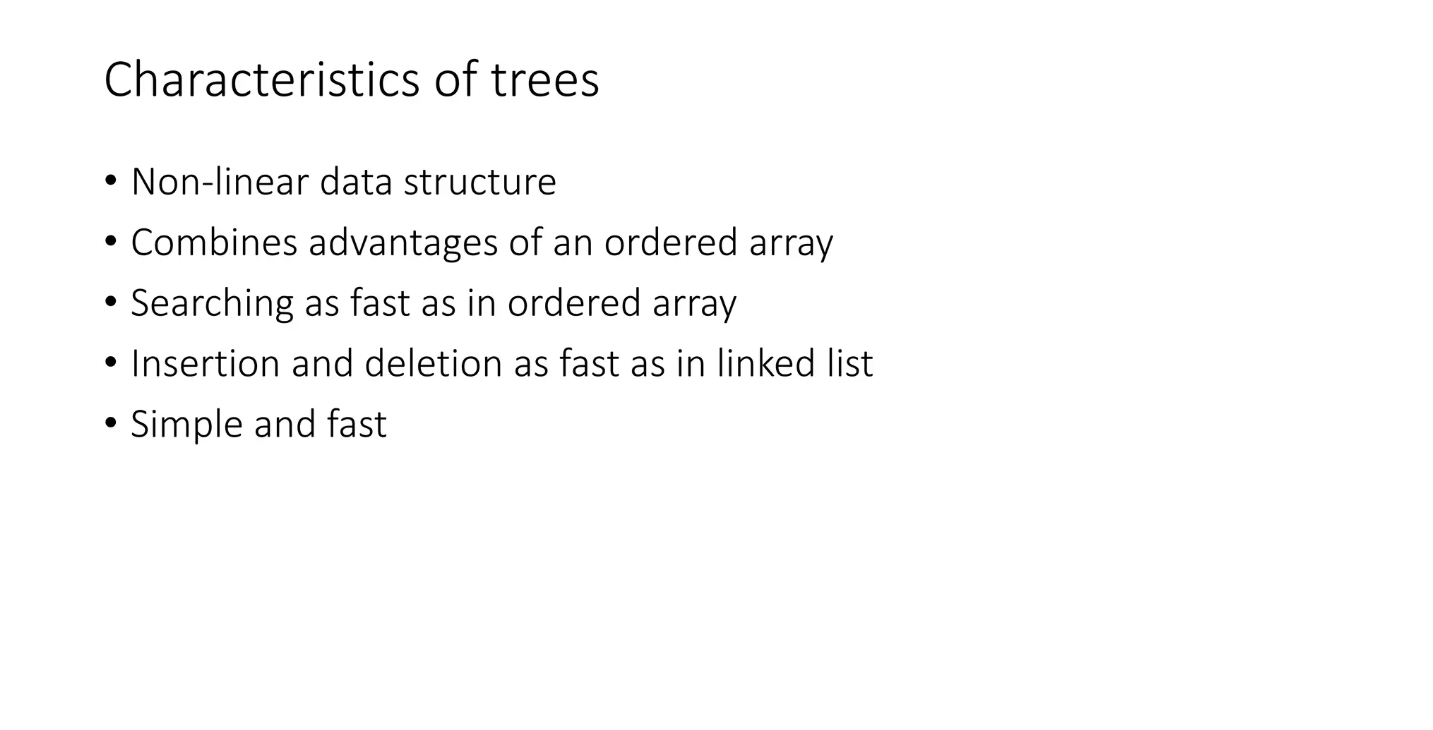 Characteristics of trees
• Non-linear data structure
• Combines advantages of an ordered array
• Searching as fast as in ordered array
• Insertion and deletion as fast as in linked list
• Simple and fast